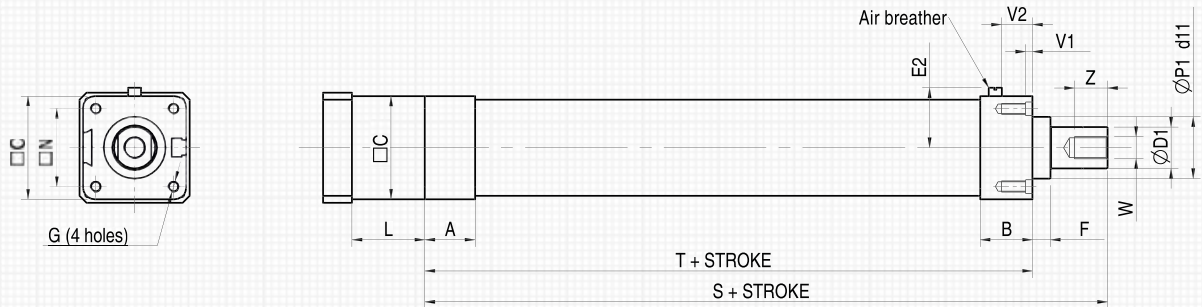 Air breather
V2
V1
E2
Z
ØP1 d11
□C
□N
□C
ØD1
W
G (4 holes)
L
A
B
F
T + STROKE
S + STROKE